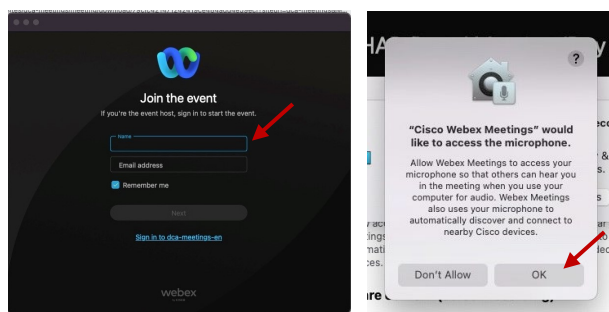 Join the event
If you're the event host, sign in to start the event.
Name
Email address
Remember me
Next
Sign in to dca-meetings-en
webex
HA
y
?
"Cisco Webex Meetings" would
like to access the microphone.
Allow Webex Meetings to access your
microphone so that others can hear you
in the meeting when you use your
computer for audio. Webex Meetings
also uses your microphone to
automatically discover and connect to
nearby Cisco devices.
Don't Allow
OK